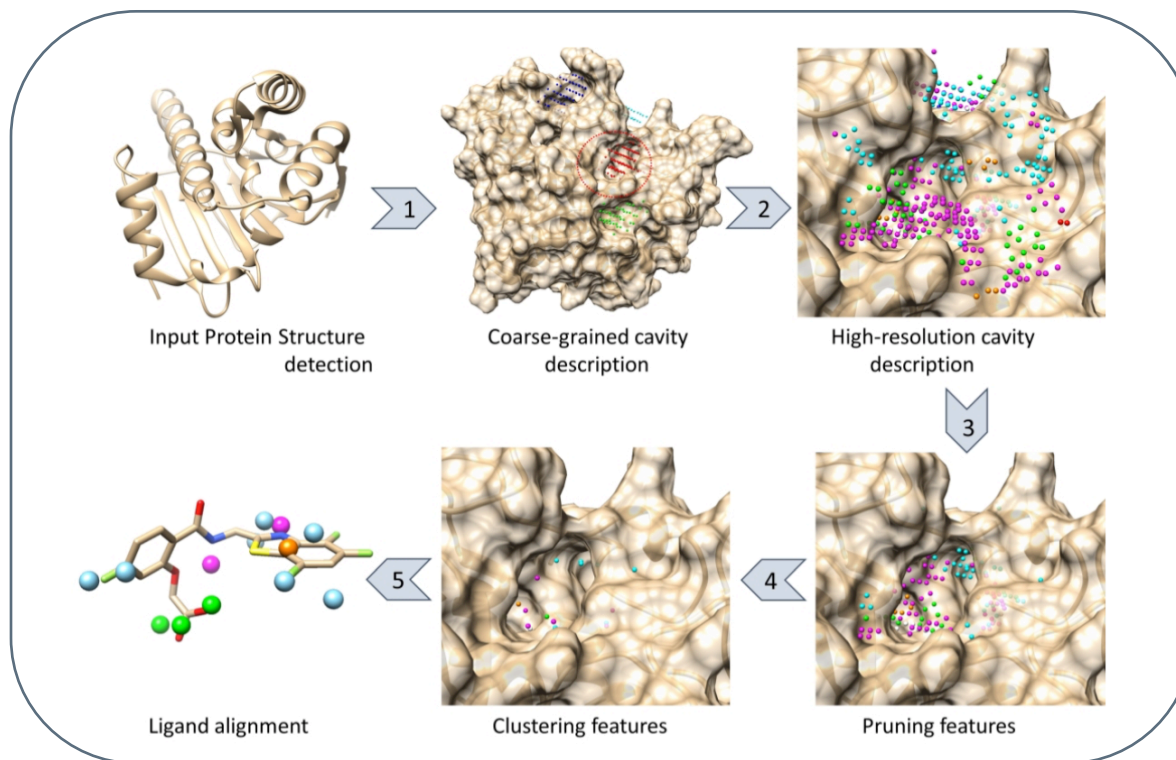 1
2
Input Protein Structure
detection
Coarse-grained cavity
description
High-resolution cavity
description
3
5
4
Ligand alignment
Clustering features
Pruning features